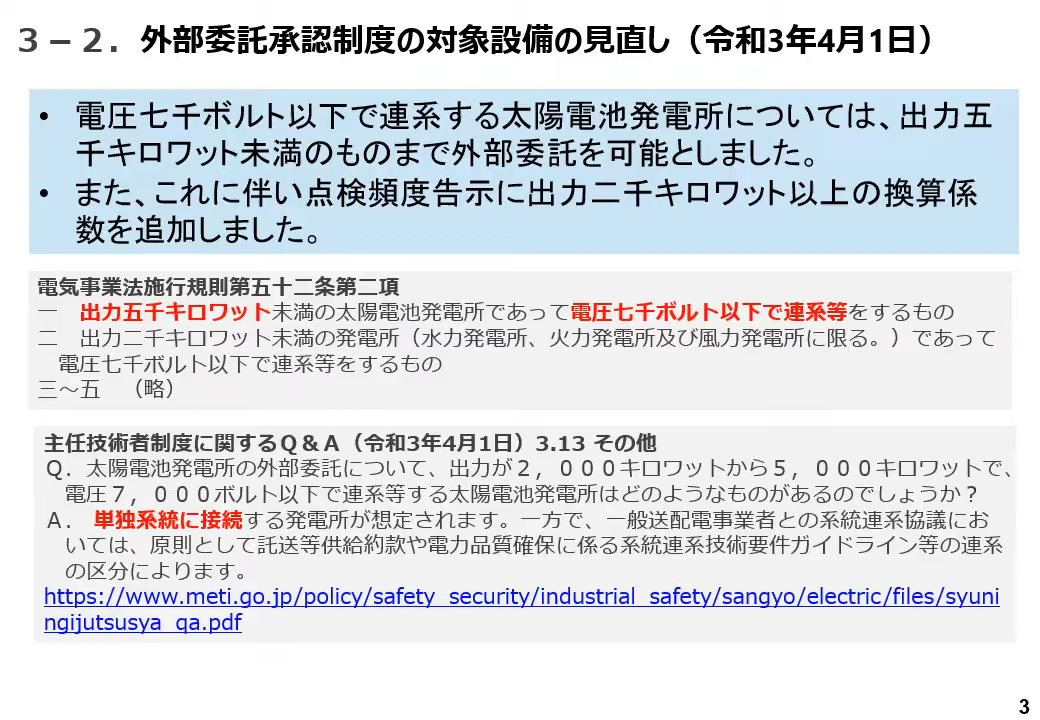 ３－２．外部委託承認制度の対象設備の見直し（令和3年4月1日）
• 電圧七千ボルト以下で連系する太陽電池発電所については、出力五
千キロワット未満のものまで外部委託を可能としました。
• また、これに伴い点検頻度告示に出力二千キロワット以上の換算係
数を追加しました。
電気事業法施行規則第五十二条第二項
一　出力五千キロワット未満の太陽電池発電所であって電圧七千ボルト以下で連系等をするもの
二　出力二千キロワット未満の発電所（水力発電所、火力発電所及び風力発電所に限る。）であって
電圧七千ボルト以下で連系等をするもの
三～五　（略）
主任技術者制度に関するＱ＆Ａ（令和3年4月1日）3.13 その他
Ｑ．太陽電池発電所の外部委託について、出力が２，０００キロワットから５，０００キロワットで、
電圧７，０００ボルト以下で連系等する太陽電池発電所はどのようなものがあるのでしょうか？
Ａ．単独系統に接続する発電所が想定されます。一方で、一般送配電事業者との系統連系協議にお
いては、原則として託送等供給約款や電力品質確保に係る系統連系技術要件ガイドライン等の連系
の区分によります。
https://www.meti.go.jp/policy/safety_security/industrial_safety/sangyo/electric/files/syuni
ngijutsusya_qa.pdf
3